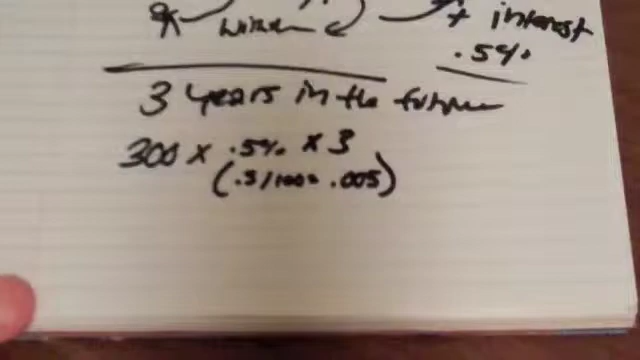 + interest
.5%
3 years in the future
300 x .5% x 3
(.5/100= .005)